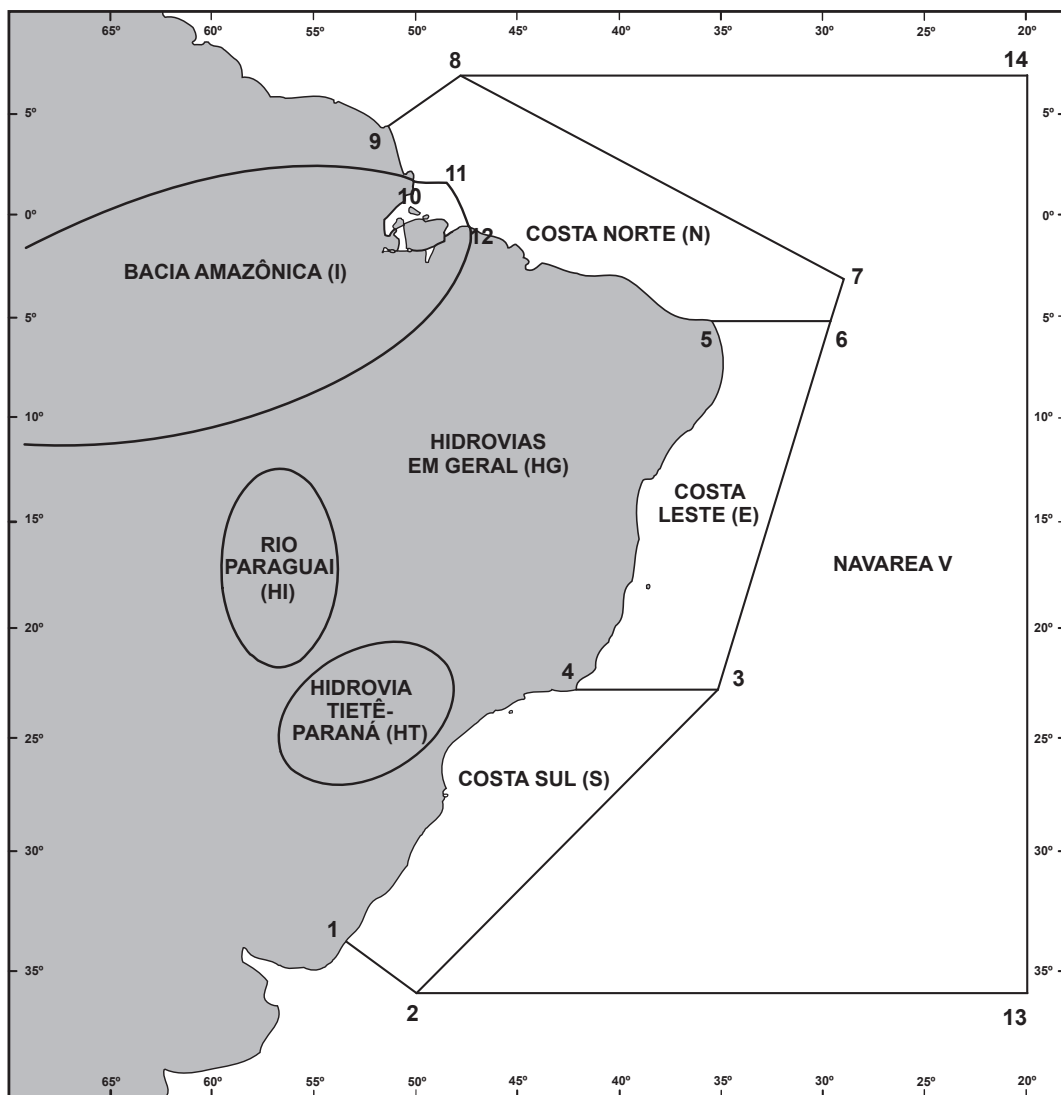 65º 60º 55º 50º 45º 40º 35º 30º 25º 20º
8 14
5º 5º
9
11
10
0º 0º
12
COSTA NORTE (N)
BACIA AMAZÔNICA (I)
7
5º 5º
5 6
10º 10º
HIDROVIAS
EM GERAL (HG)
COSTA
LESTE (E)
15º 15º
RIO
PARAGUAI
(HI)
NAVAREA V
20º 20º
4 3
HIDROVIA
TIETÊ-
PARANÁ (HT)
25º 25º
COSTA SUL (S)
30º 30º
1
35º 35º
2 13
65º 60º 55º 50º 45º 40º 35º 30º 25º 20º